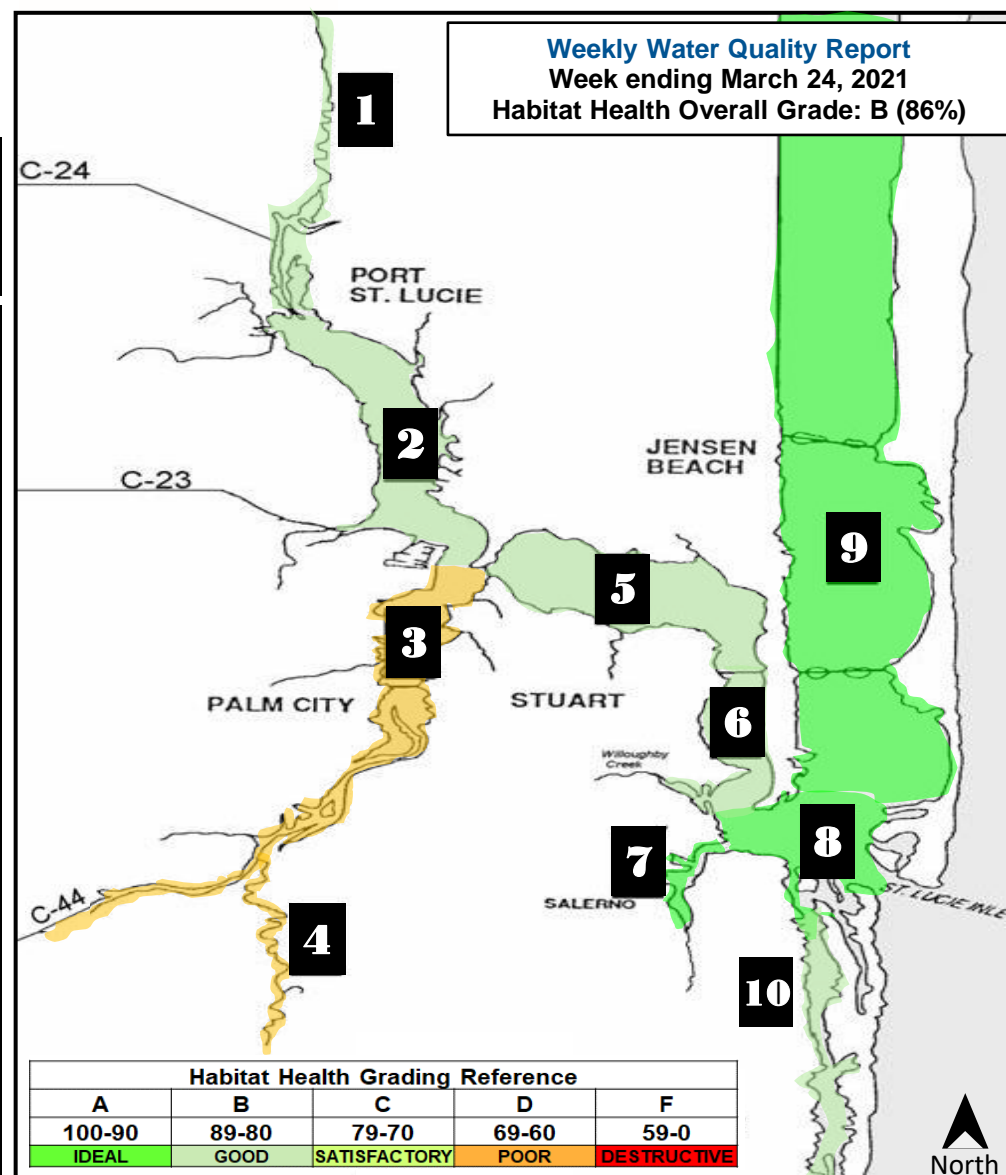 Weekly Water Quality Report
Week ending March 24, 2021
Habitat Health Overall Grade: B (86%)
1
C-24
PORT
ST. LUCIE
2
JENSEN
BEACH
C-23
9
5
3
PALM CITY
STUART
6
Willoughby
Creek
8
7
SALERNO
ST. LUCIE INLE
C-44
4
10
Habitat Health Grading Reference
A B C D F
100-90 89-80 79-70 69-60 59-0
IDEAL GOOD SATISFACTORY POOR DESTRUCTIVE
North